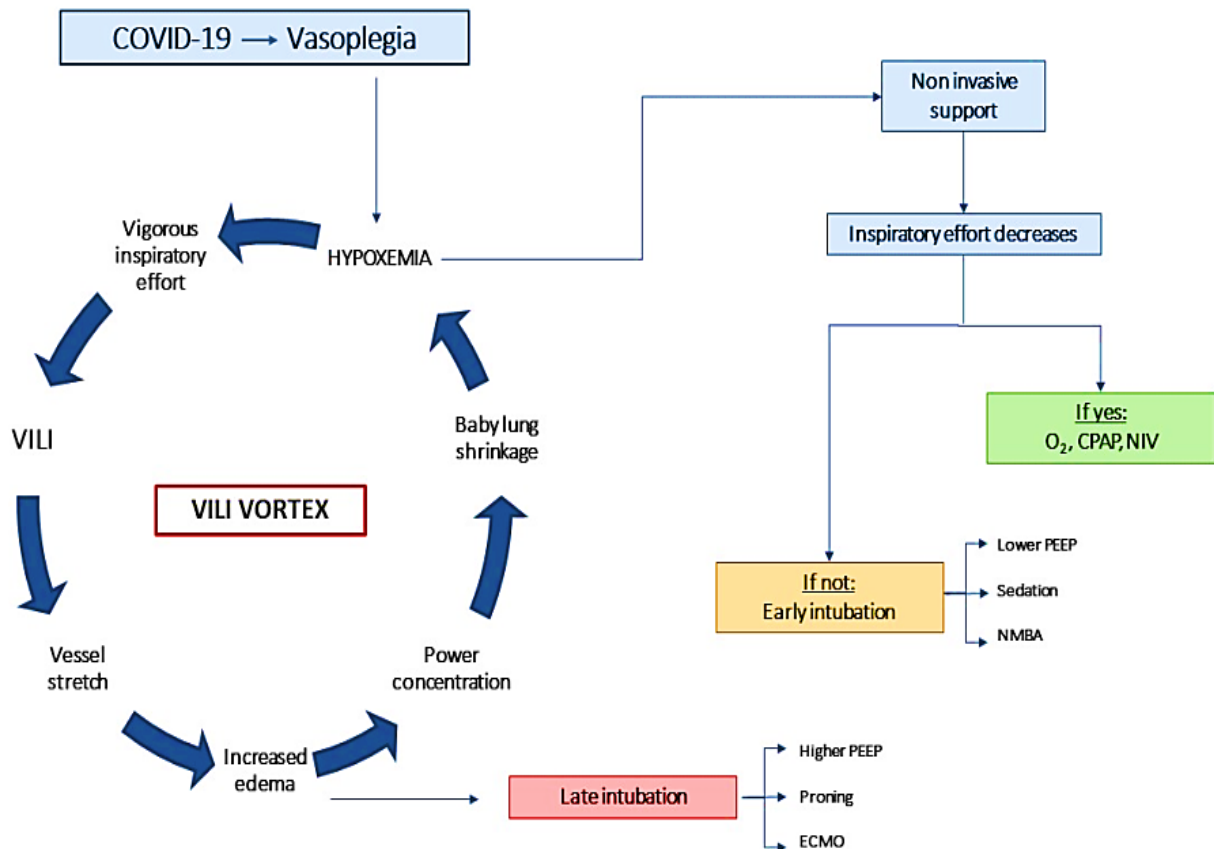 COVID-19 → Vasoplegia
Non invasive
support
Inspiratory effort decreases
Vigorous
inspiratory
effort
HYPOXEMIA
VILI
Baby lung
shrinkage
VILI VORTEX
Vessel
stretch
Power
concentration
Increased
edema
If yes:
O₂, CPAP, NIV
If not:
Early intubation
Lower PEEP
Sedation
NMBA
Late intubation
Higher PEEP
Proning
ECMO